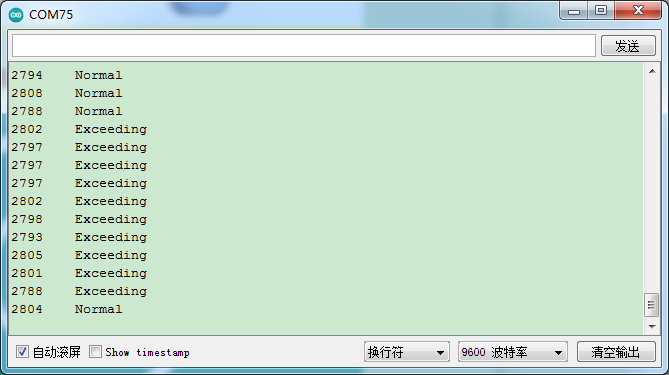 COM75
发送
2794 Normal
2808 Normal
2788 Normal
2802 Exceeding
2797 Exceeding
2797 Exceeding
2797 Exceeding
2802 Exceeding
2798 Exceeding
2793 Exceeding
2805 Exceeding
2801 Exceeding
2788 Exceeding
2804 Normal
自动滚屏 Show timestamp 换行符 9600 波特率 清空输出